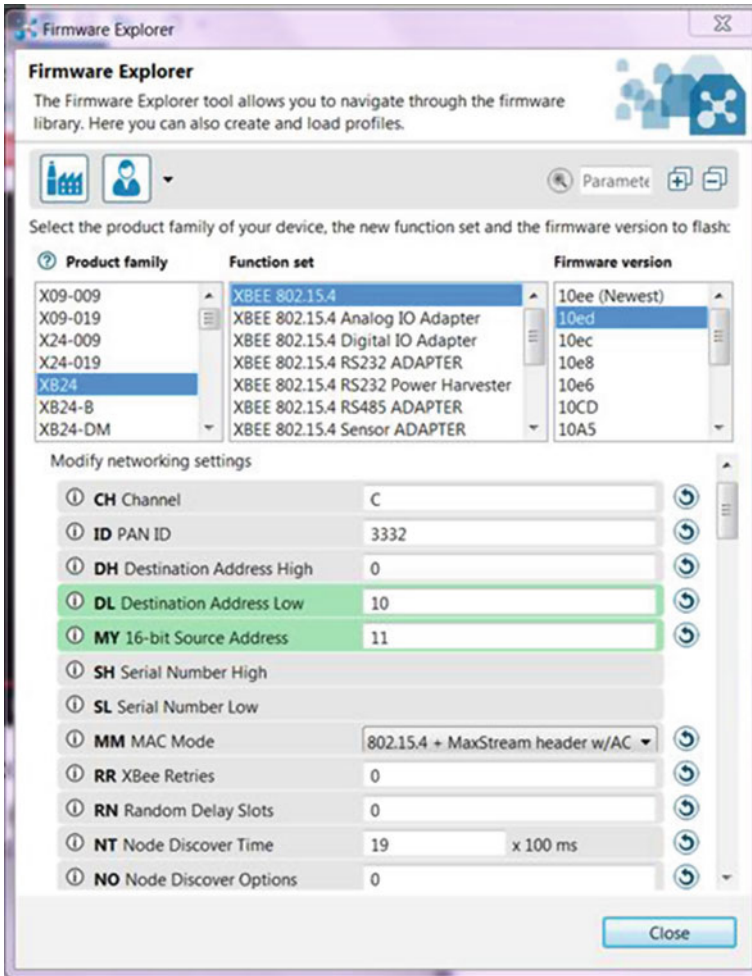 Firmware Explorer
Firmware Explorer
The Firmware Explorer tool allows you to navigate through the firmware
library. Here you can also create and load profiles.
Paramete
Select the product family of your device, the new function set and the firmware version to flash:
Product family Function set Firmware version
X09-009 XBEE 802.15.4 10ee (Newest)
X09-019 XBEE 802.15.4 Analog IO Adapter 10ed
X24-009 XBEE 802.15.4 Digital IO Adapter 10ec
X24-019 XBEE 802.15.4 RS232 ADAPTER 10e8
XB24 XBEE 802.15.4 RS232 Power Harvester 10e6
XB24-B XBEE 802.15.4 RS485 ADAPTER 10CD
XB24-DM XBEE 802.15.4 Sensor ADAPTER 10A5
Modify networking settings
CH Channel C
ID PAN ID 3332
DH Destination Address High 0
DL Destination Address Low 10
MY 16-bit Source Address 11
SH Serial Number High
SL Serial Number Low
MM MAC Mode 802.15.4 + MaxStream header w/AC
RR XBee Retries 0
RN Random Delay Slots 0
NT Node Discover Time 19 x 100 ms
NO Node Discover Options 0
Close